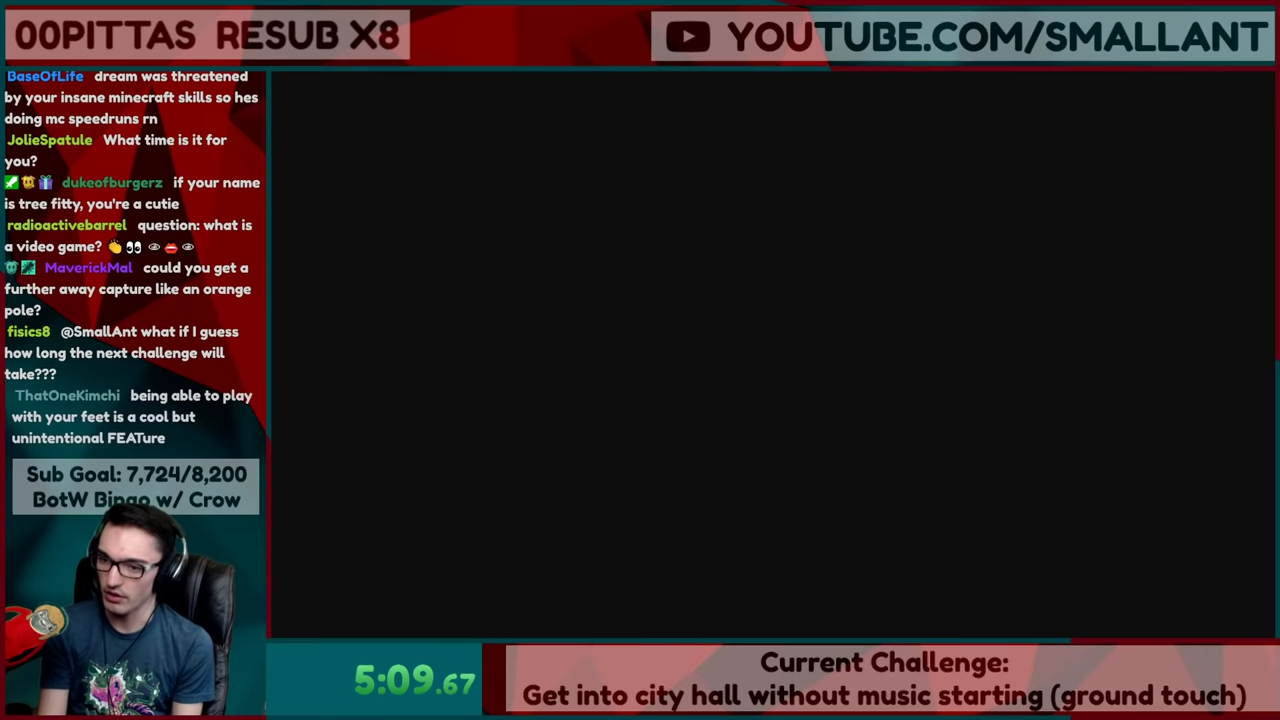 00PITTAS RESUB X8
YOUTUBE.COM/SMALLANT
BaseOfLife dream was threatened
by your insane minecraft skills so hes
doing mc speedruns rn
JolieSpatule What time is it for
you?
dukeofburgerz if your name
is tree fitty, you're a cutie
radioactivebarrel question: what is
a video game? 👏 👀 👁 👄 👁
MaverickMal could you get a
further away capture like an orange
pole?
fisics8 @SmallAnt what if I guess
how long the next challenge will
take???
ThatOneKimchi being able to play
with your feet is a cool but
unintentional FEATure
Sub Goal: 7,724/8,200
BotW Bingo w/ Crow
5:09.67
Current Challenge:
Get into city hall without music starting (ground touch)